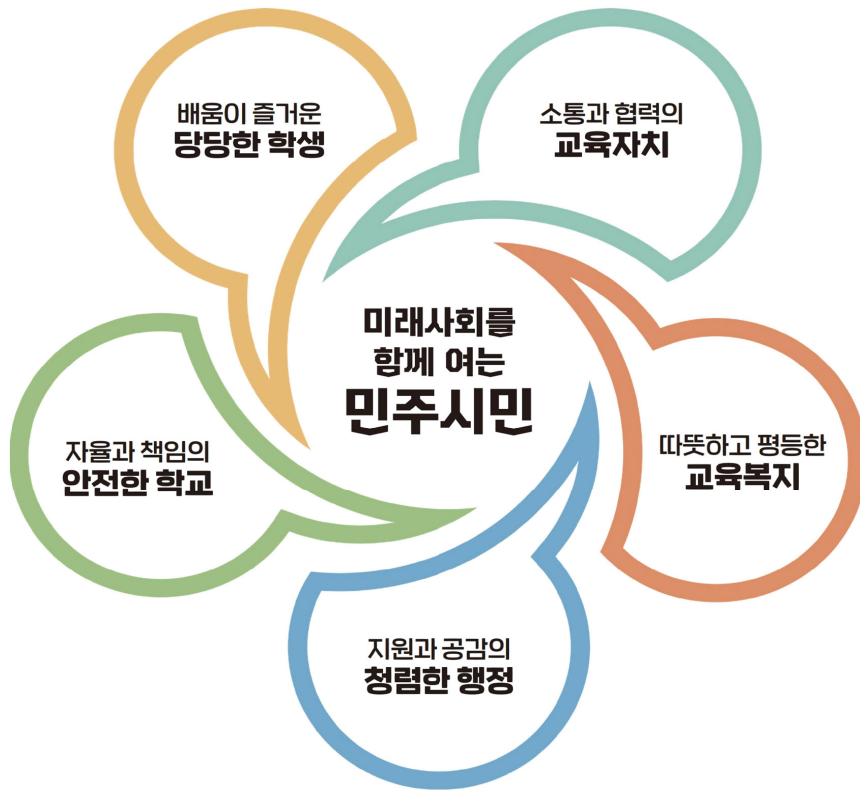 배움이 즐거운
당당한 학생
소통과 협력의
교육자치
미래사회를
함께 여는
민주시민
자율과 책임의
안전한 학교
따뜻하고 평등한
교육복지
지원과 공감의
청렴한 행정